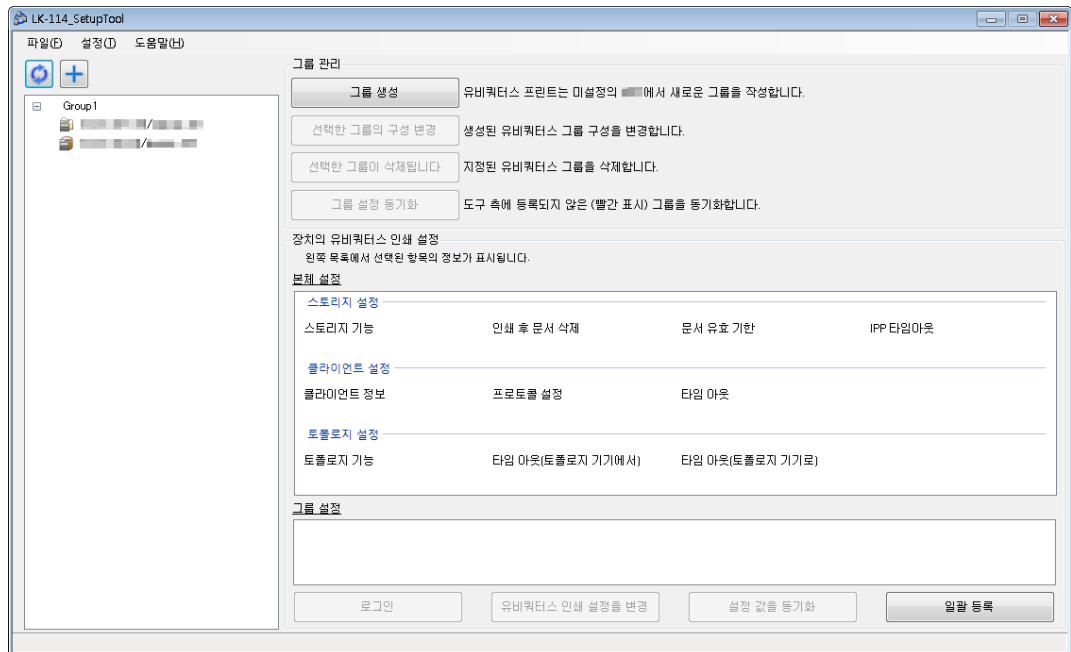 LK-114_SetupTool
파일(F) 설정(T) 도움말(H)
Group1
/
/
그룹 관리
그룹 생성 유비쿼터스 프린트는 미설정의 에서 새로운 그룹을 작성합니다.
선택한 그룹의 구성 변경 생성된 유비쿼터스 그룹 구성을 변경합니다.
선택한 그룹이 삭제됩니다 지정된 유비쿼터스 그룹을 삭제합니다.
그룹 설정 동기화 도구 측에 등록되지 않은 (빨간 표시) 그룹을 동기화합니다.
장치의 유비쿼터스 인쇄 설정
왼쪽 목록에서 선택된 항목의 정보가 표시됩니다.
본체 설정
스토리지 설정
스토리지 기능 인쇄 후 문서 삭제 문서 유효 기한 IPP 타임아웃
클라이언트 설정
클라이언트 정보 프로토콜 설정 타임 아웃
토폴로지 설정
토폴로지 기능 타임 아웃(토폴로지 기기에서) 타임 아웃(토폴로지 기기로)
그룹 설정
로그인 유비쿼터스 인쇄 설정을 변경 설정 값을 동기화 일괄 등록